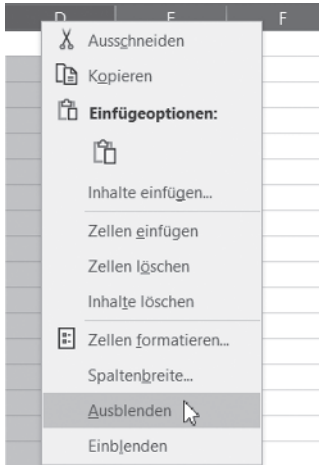 D E F
Ausschneiden
Kopieren
Einfügeoptionen:
Inhalte einfügen...
Zellen einfügen
Zellen löschen
Inhalte löschen
Zellen formatieren...
Spaltenbreite...
Ausblenden
Einblenden